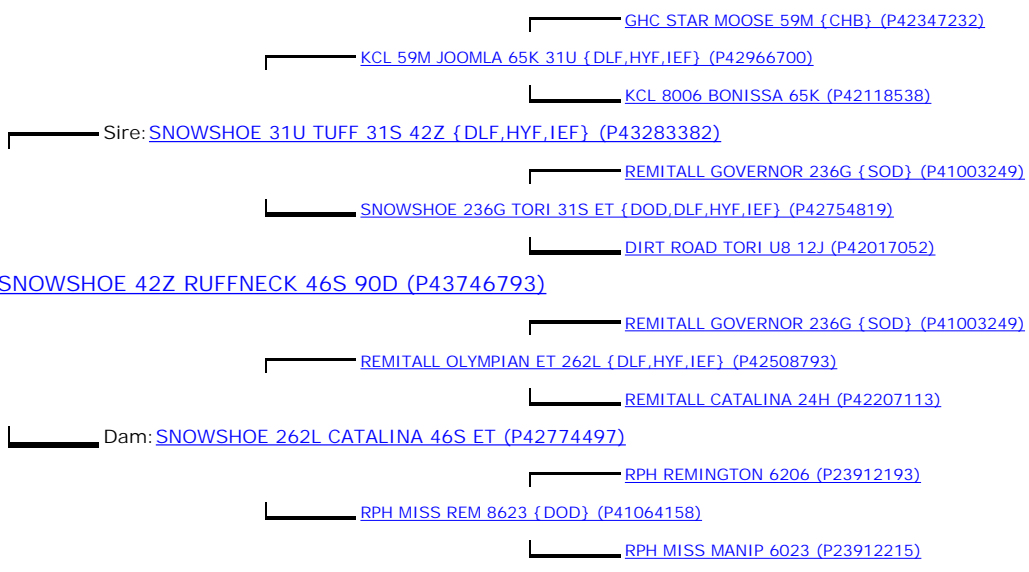 GHC STAR MOOSE 59M {CHB} (P42347232)
KCL 59M JOOMLA 65K 31U {DLF,HYF,IEF} (P42966700)
KCL 8006 BONISSA 65K (P42118538)
Sire: SNOWSHOE 31U TUFF 31S 42Z {DLF,HYF,IEF} (P43283382)
REMITALL GOVERNOR 236G {SOD} (P41003249)
SNOWSHOE 236G TORI 31S ET {DOD,DLF,HYF,IEF} (P42754819)
DIRT ROAD TORI U8 12J (P42017052)
SNOWSHOE 42Z RUFFNECK 46S 90D (P43746793)
REMITALL GOVERNOR 236G {SOD} (P41003249)
REMITALL OLYMPIAN ET 262L {DLF,HYF,IEF} (P42508793)
REMITALL CATALINA 24H (P42207113)
Dam: SNOWSHOE 262L CATALINA 46S ET (P42774497)
RPH REMINGTON 6206 (P23912193)
RPH MISS REM 8623 {DOD} (P41064158)
RPH MISS MANIP 6023 (P23912215)